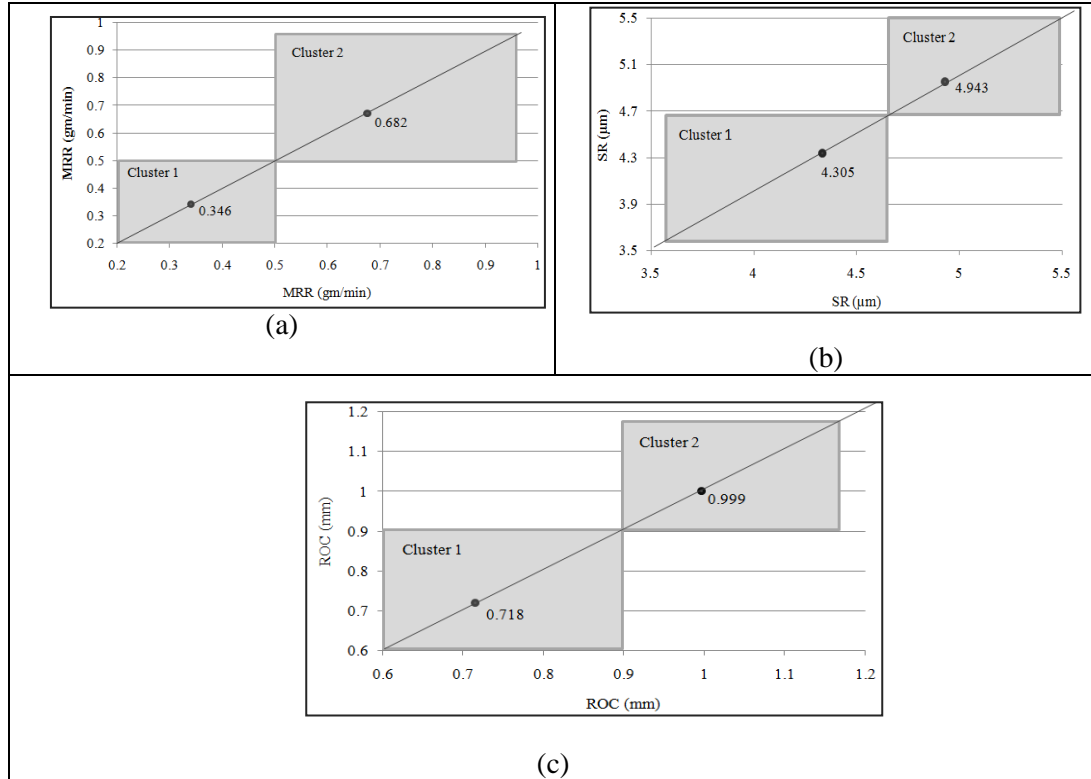 1
0.9
0.8
0.7
0.6
0.5
0.4
0.3
0.2
MRR (gm/min)
Cluster 2
0.682
Cluster 1
0.346
0.2 0.3 0.4 0.5 0.6 0.7 0.8 0.9 1
MRR (gm/min)
(a)
5.5
5.1
4.7
4.3
3.9
3.5
SR (µm)
Cluster 2
4.943
Cluster 1
4.305
3.5 4 4.5 5 5.5
SR (µm)
(b)
1.2
1.1
1
0.9
0.8
0.7
0.6
ROC (mm)
Cluster 2
0.999
Cluster 1
0.718
0.6 0.7 0.8 0.9 1 1.1 1.2
ROC (mm)
(c)